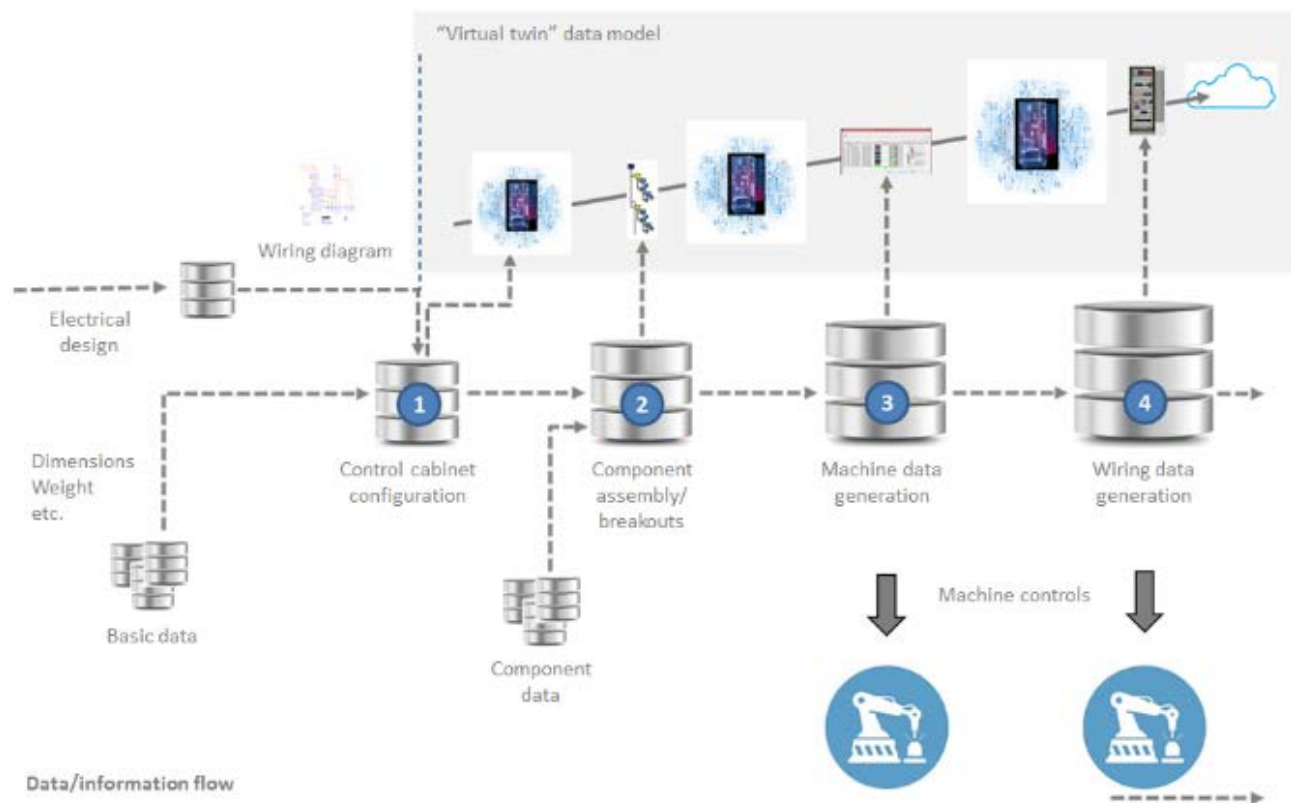 “Virtual twin” data model
Wiring diagram
Electrical
design
1
2
3
4
Dimensions
Weight
etc.
Control cabinet
configuration
Component
assembly/
breakouts
Machine data
generation
Wiring data
generation
Machine controls
Basic data
Component
data
Data/information flow